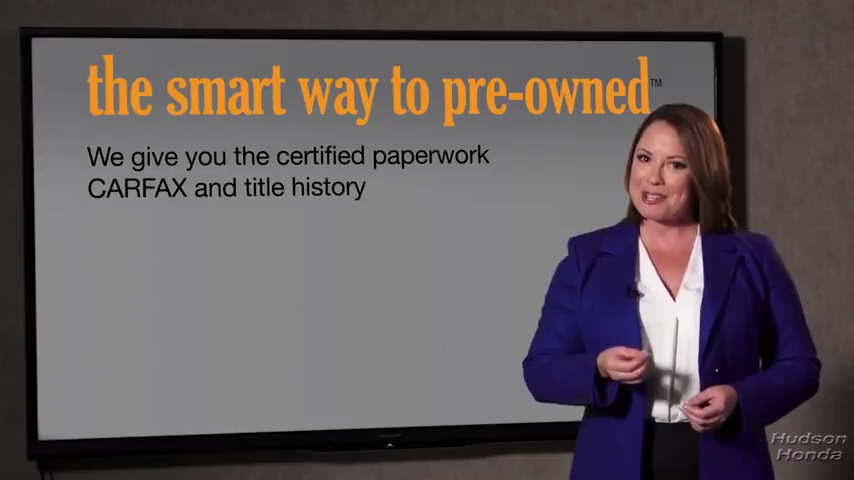 the smart way to pre-owned™
We give you the certified paperwork
CARFAX and title history
Hudson
Honda